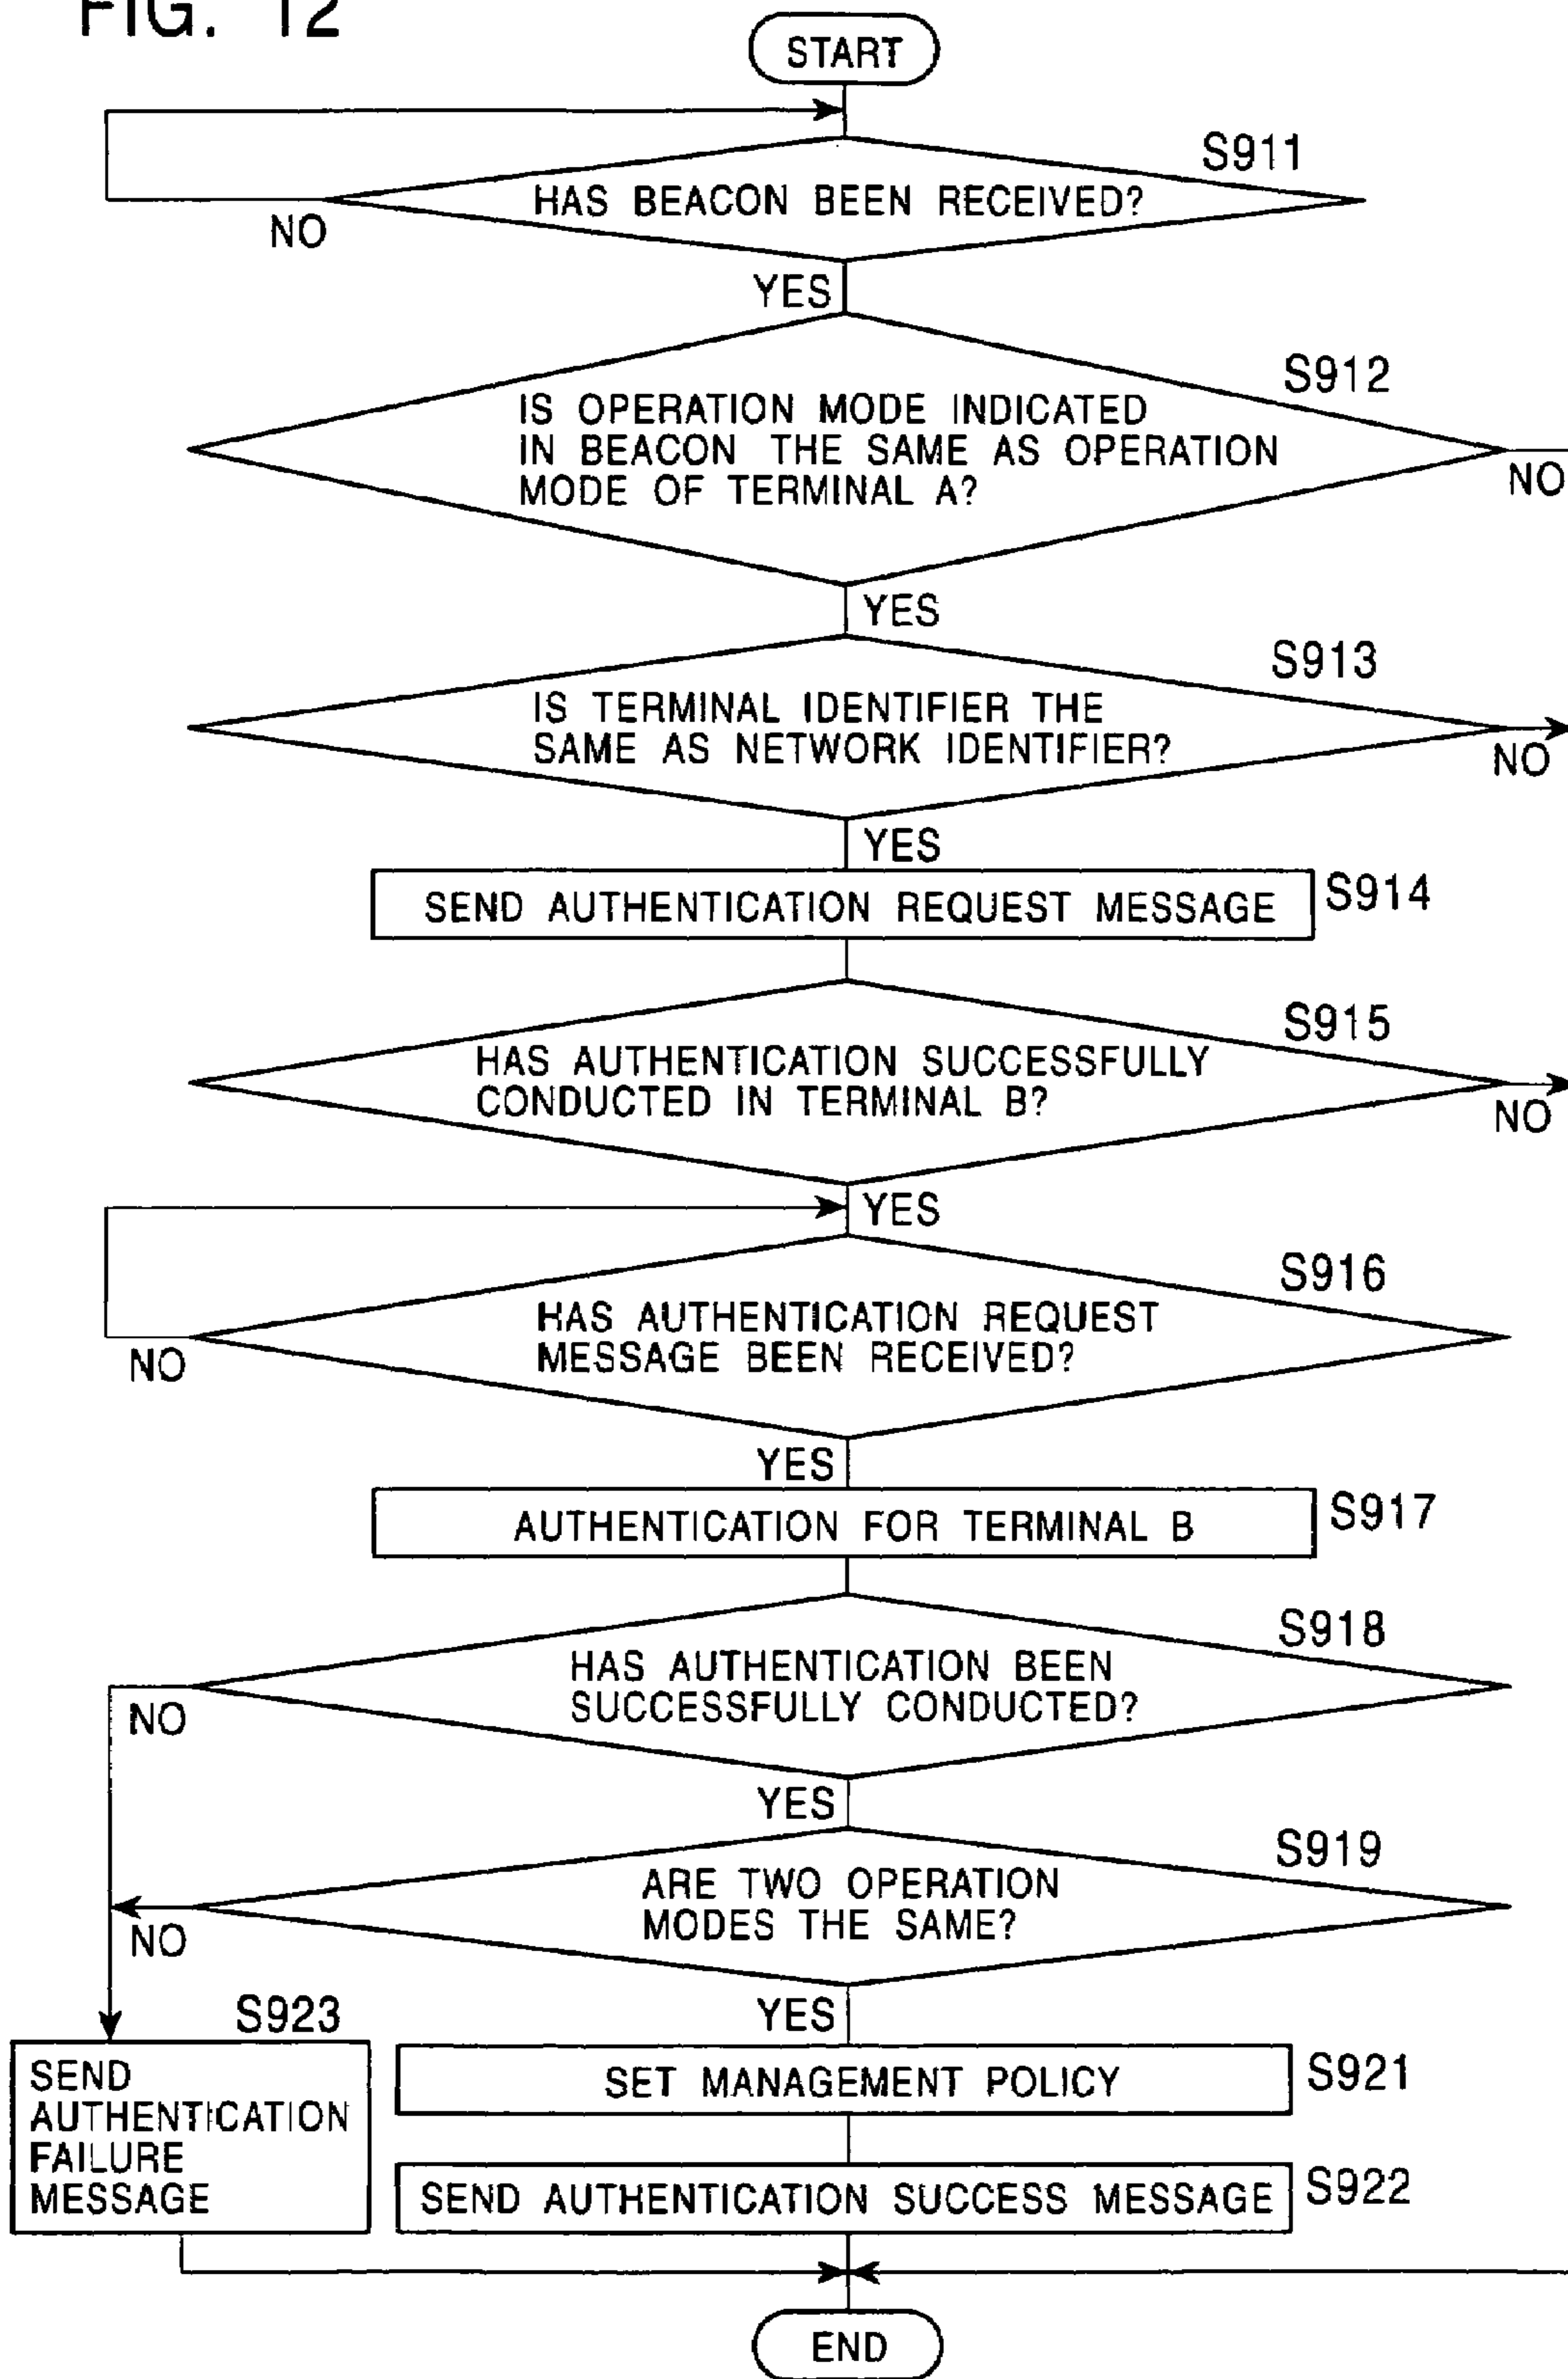 FIG. 12
START
S911
HAS BEACON BEEN RECEIVED?
NO
YES
S912
IS OPERATION MODE INDICATED
IN BEACON THE SAME AS OPERATION
MODE OF TERMINAL A?
NO
YES
S913
IS TERMINAL IDENTIFIER THE
SAME AS NETWORK IDENTIFIER?
NO
YES
SEND AUTHENTICATION REQUEST MESSAGE
S914
S915
HAS AUTHENTICATION SUCCESSFULLY
CONDUCTED IN TERMINAL B?
NO
YES
S916
HAS AUTHENTICATION REQUEST
MESSAGE BEEN RECEIVED?
NO
YES
AUTHENTICATION FOR TERMINAL B
S917
S918
HAS AUTHENTICATION BEEN
SUCCESSFULLY CONDUCTED?
NO
YES
S919
ARE TWO OPERATION
MODES THE SAME?
NO
YES
S923
SEND
AUTHENTICATION
FAILURE
MESSAGE
SET MANAGEMENT POLICY
S921
SEND AUTHENTICATION SUCCESS MESSAGE
S922
END